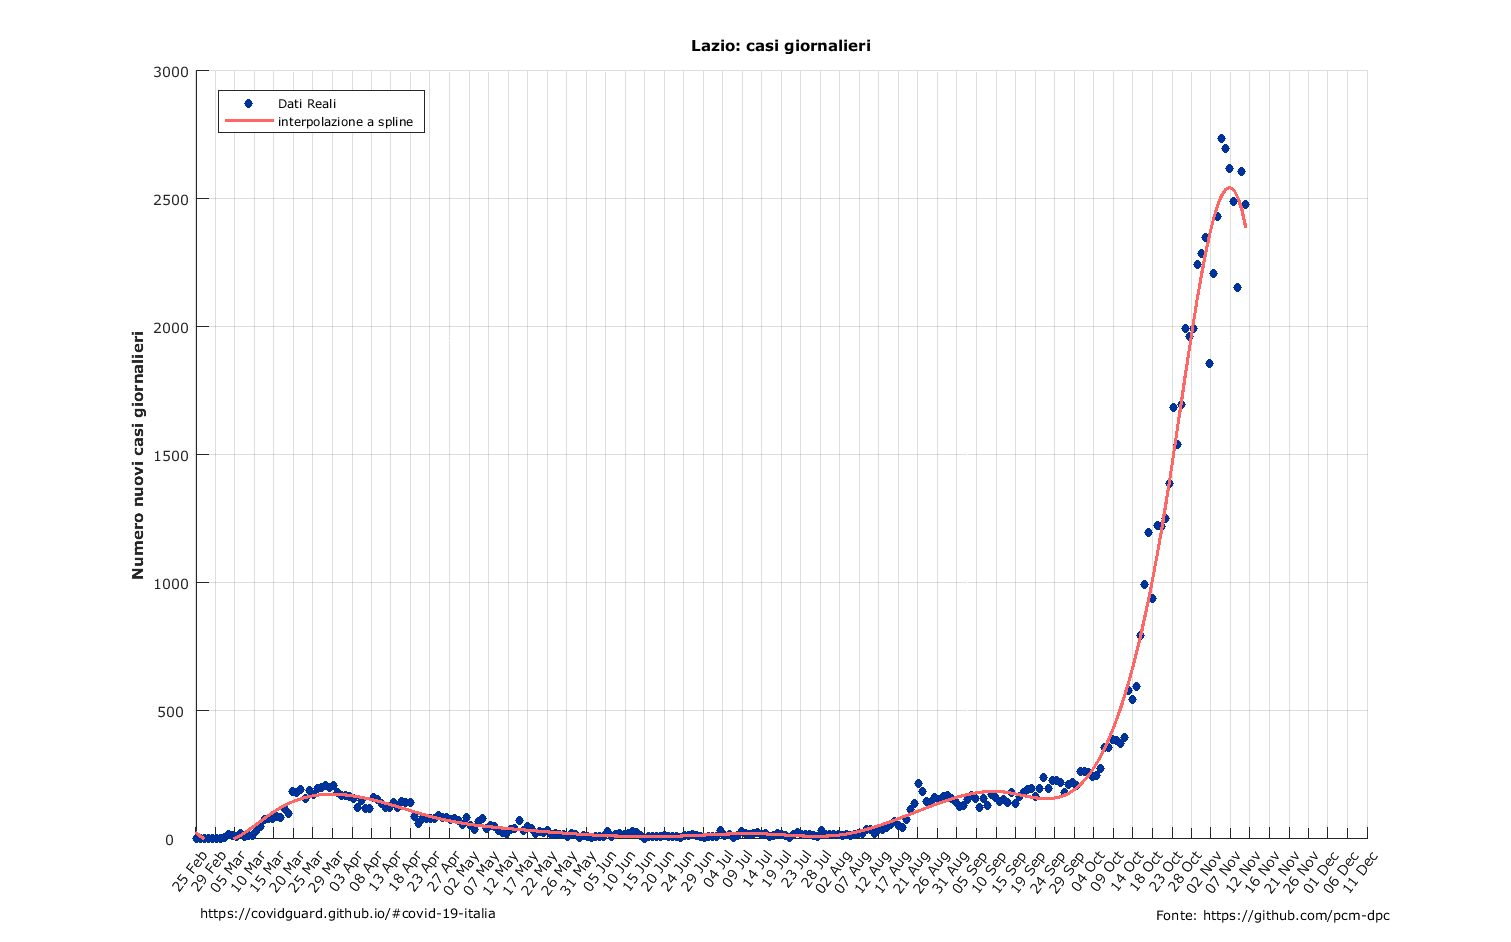 Lazio: casi giornalieri
Dati Reali
interpolazione a spline
Numero nuovi casi giornalieri
3000
2500
2000
1500
1000
500
0
25 Feb
29 Feb
05 Mar
10 Mar
15 Mar
20 Mar
25 Mar
29 Mar
03 Apr
08 Apr
13 Apr
18 Apr
23 Apr
27 Apr
02 May
07 May
12 May
17 May
22 May
26 May
31 May
05 Jun
10 Jun
15 Jun
20 Jun
24 Jun
29 Jun
04 Jul
09 Jul
14 Jul
19 Jul
23 Jul
28 Jul
02 Aug
07 Aug
12 Aug
17 Aug
21 Aug
26 Aug
31 Aug
05 Sep
10 Sep
15 Sep
19 Sep
24 Sep
29 Sep
04 Oct
09 Oct
14 Oct
18 Oct
23 Oct
28 Oct
02 Nov
07 Nov
12 Nov
16 Nov
21 Nov
26 Nov
01 Dec
06 Dec
11 Dec
https://covidguard.github.io/#covid-19-italia
Fonte: https://github.com/pcm-dpc